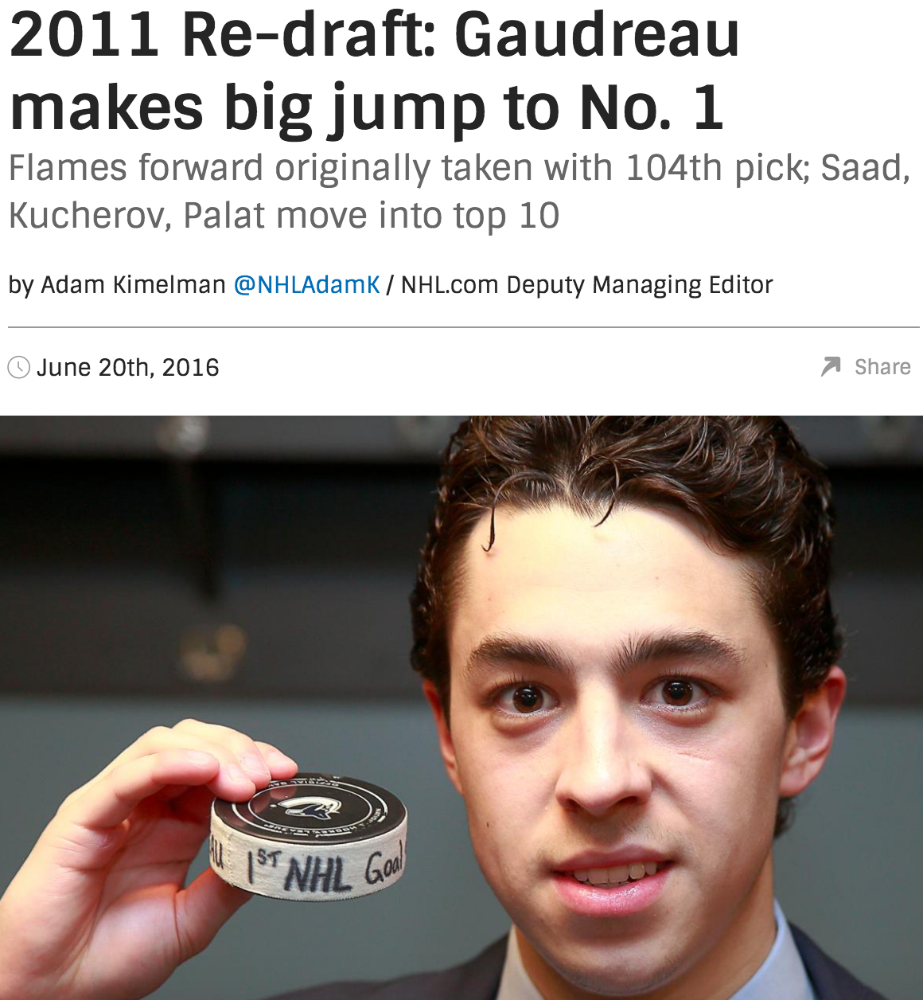 2011 Re-draft: Gaudreau
makes big jump to No. 1
Flames forward originally taken with 104th pick; Saad,
Kucherov, Palat move into top 10
by Adam Kimelman @NHLAdamK / NHL.com Deputy Managing Editor
June 20th, 2016
Share
AU 1ST NHL Goal